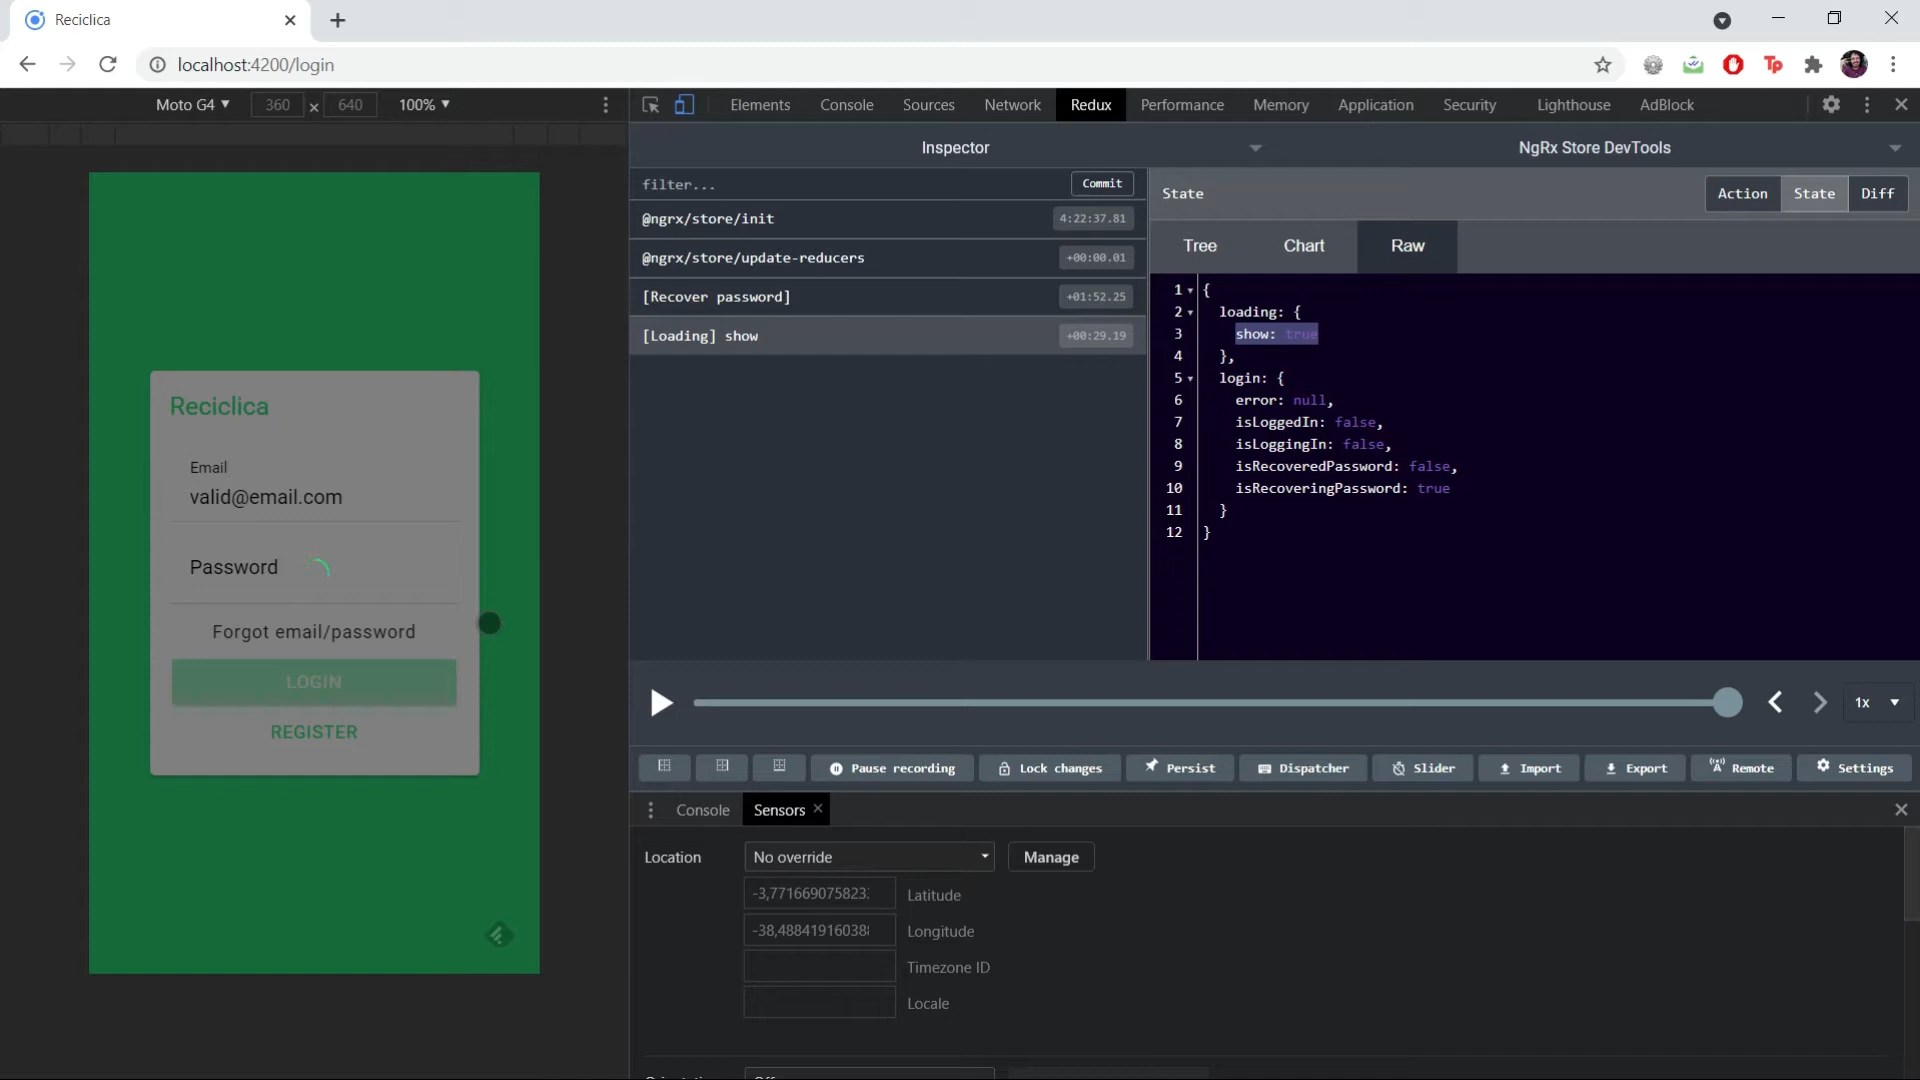 Reciclica
localhost:4200/login
Tp
Moto G4 ▼ 360 × 640 100% ▼
Elements Console Sources Network Redux Performance Memory Application Security Lighthouse AdBlock
Inspector
NgRx Store DevTools
filter...
Commit
@ngrx/store/init 4:22:37.81
@ngrx/store/update-reducers +00:00.01
[Recover password] +01:52.25
[Loading] show +00:29.19
State
Action State Diff
Tree Chart Raw
1 {
2 loading: {
3 show: true
4 },
5 login: {
6 error: null,
7 isLoggedIn: false,
8 isLoggingIn: false,
9 isRecoveredPassword: false,
10 isRecoveringPassword: true
11 }
12 }
Reciclica
Email
valid@email.com
Password
Forgot email/password
LOGIN
REGISTER
1x
Pause recording Lock changes Persist Dispatcher Slider Import Export Remote Settings
Console Sensors
Location No override Manage
-3,77166907582 Latitude
-38,48841916038 Longitude
Timezone ID
Locale